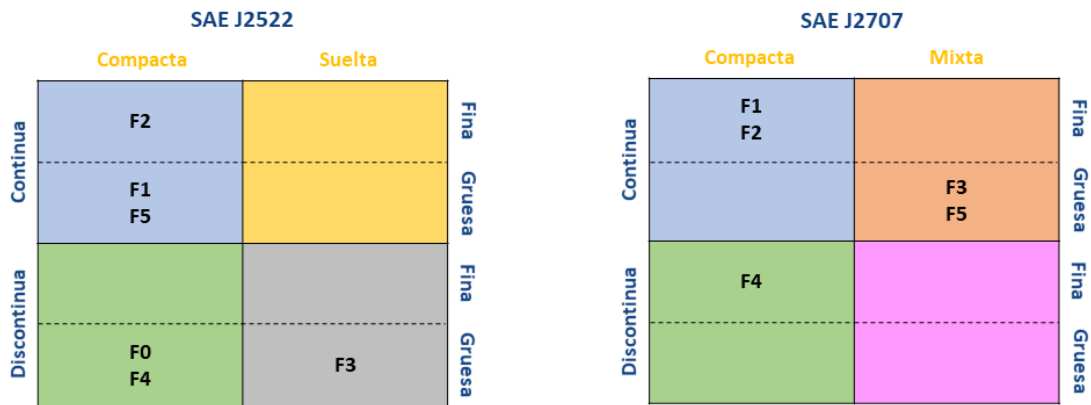 SAE J2522
Compacta Suelta
Continua
F2
Fina
F1
F5
Gruesa
Discontinua
Fina
F0
F4
F3
Gruesa
SAE J2707
Compacta Mixta
Continua
F1
F2
Fina
F3
F5
Gruesa
Discontinua
F4
Fina
Gruesa